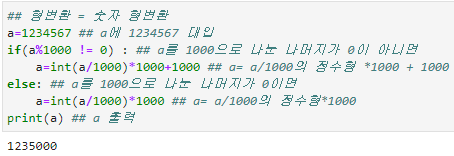 ## 형변환 = 숫자 형변환
a=1234567 ## a에 1234567 대입
if(a%1000 != 0) : ## a를 1000으로 나눈 나머지가 0이 아니면
    a=int(a/1000)*1000+1000 ## a= a/1000의 정수형 *1000 + 1000
else: ## a를 1000으로 나눈 나머지가 0이면
    a=int(a/1000)*1000 ## a= a/1000의 정수형*1000
print(a) ## a 출력
1235000